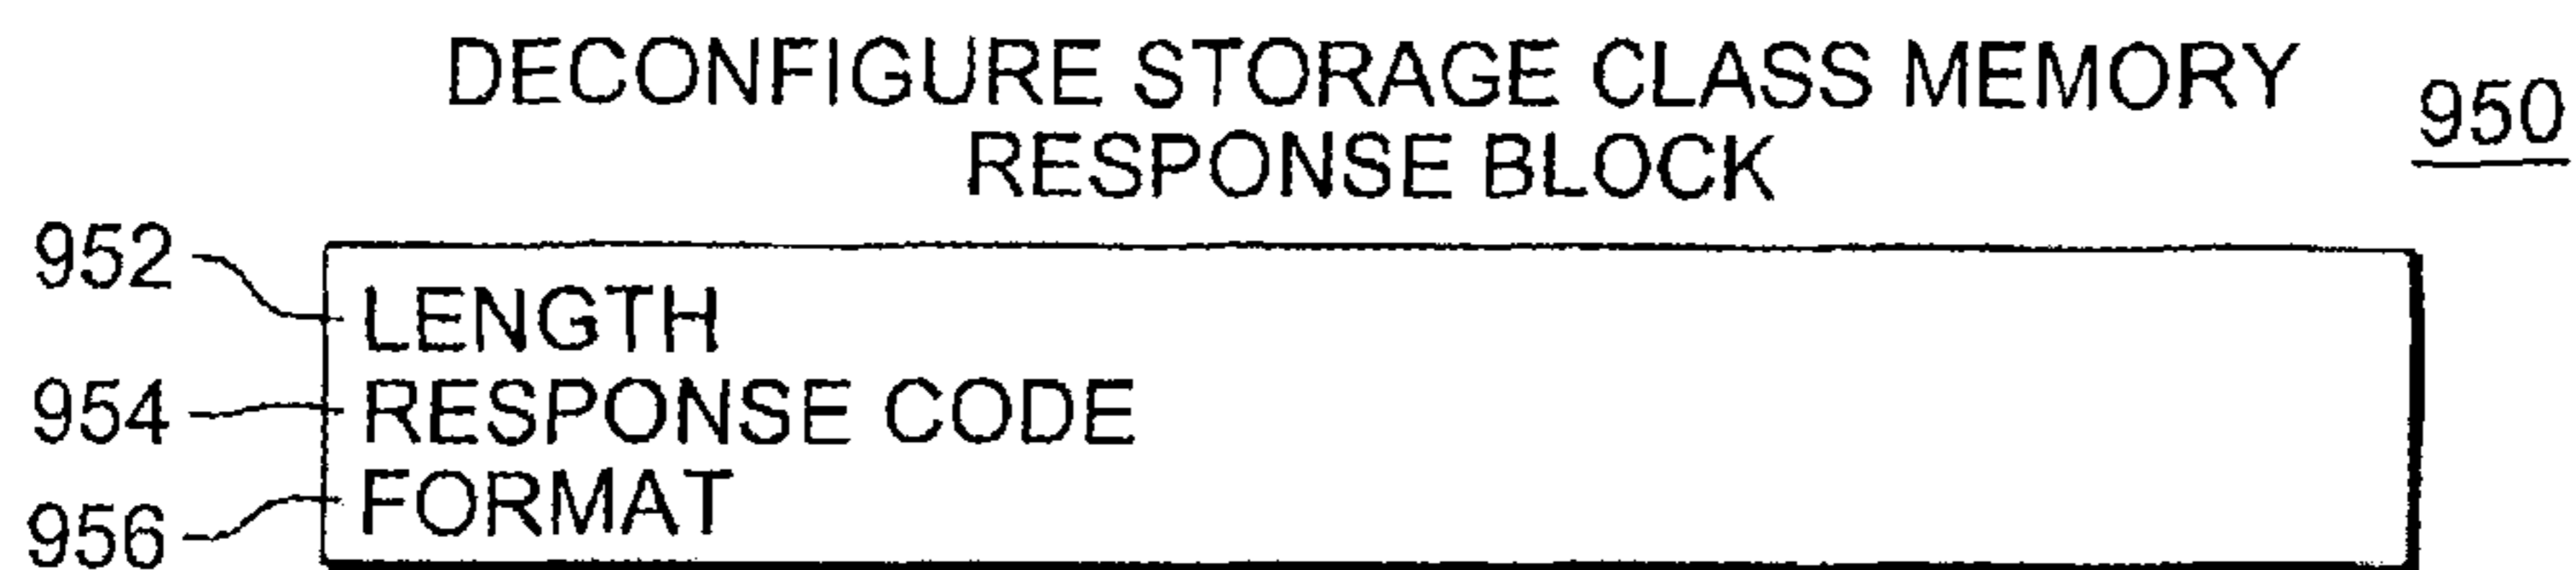 DECONFIGURE STORAGE CLASS MEMORY
RESPONSE BLOCK
950
952
LENGTH
954
RESPONSE CODE
956
FORMAT